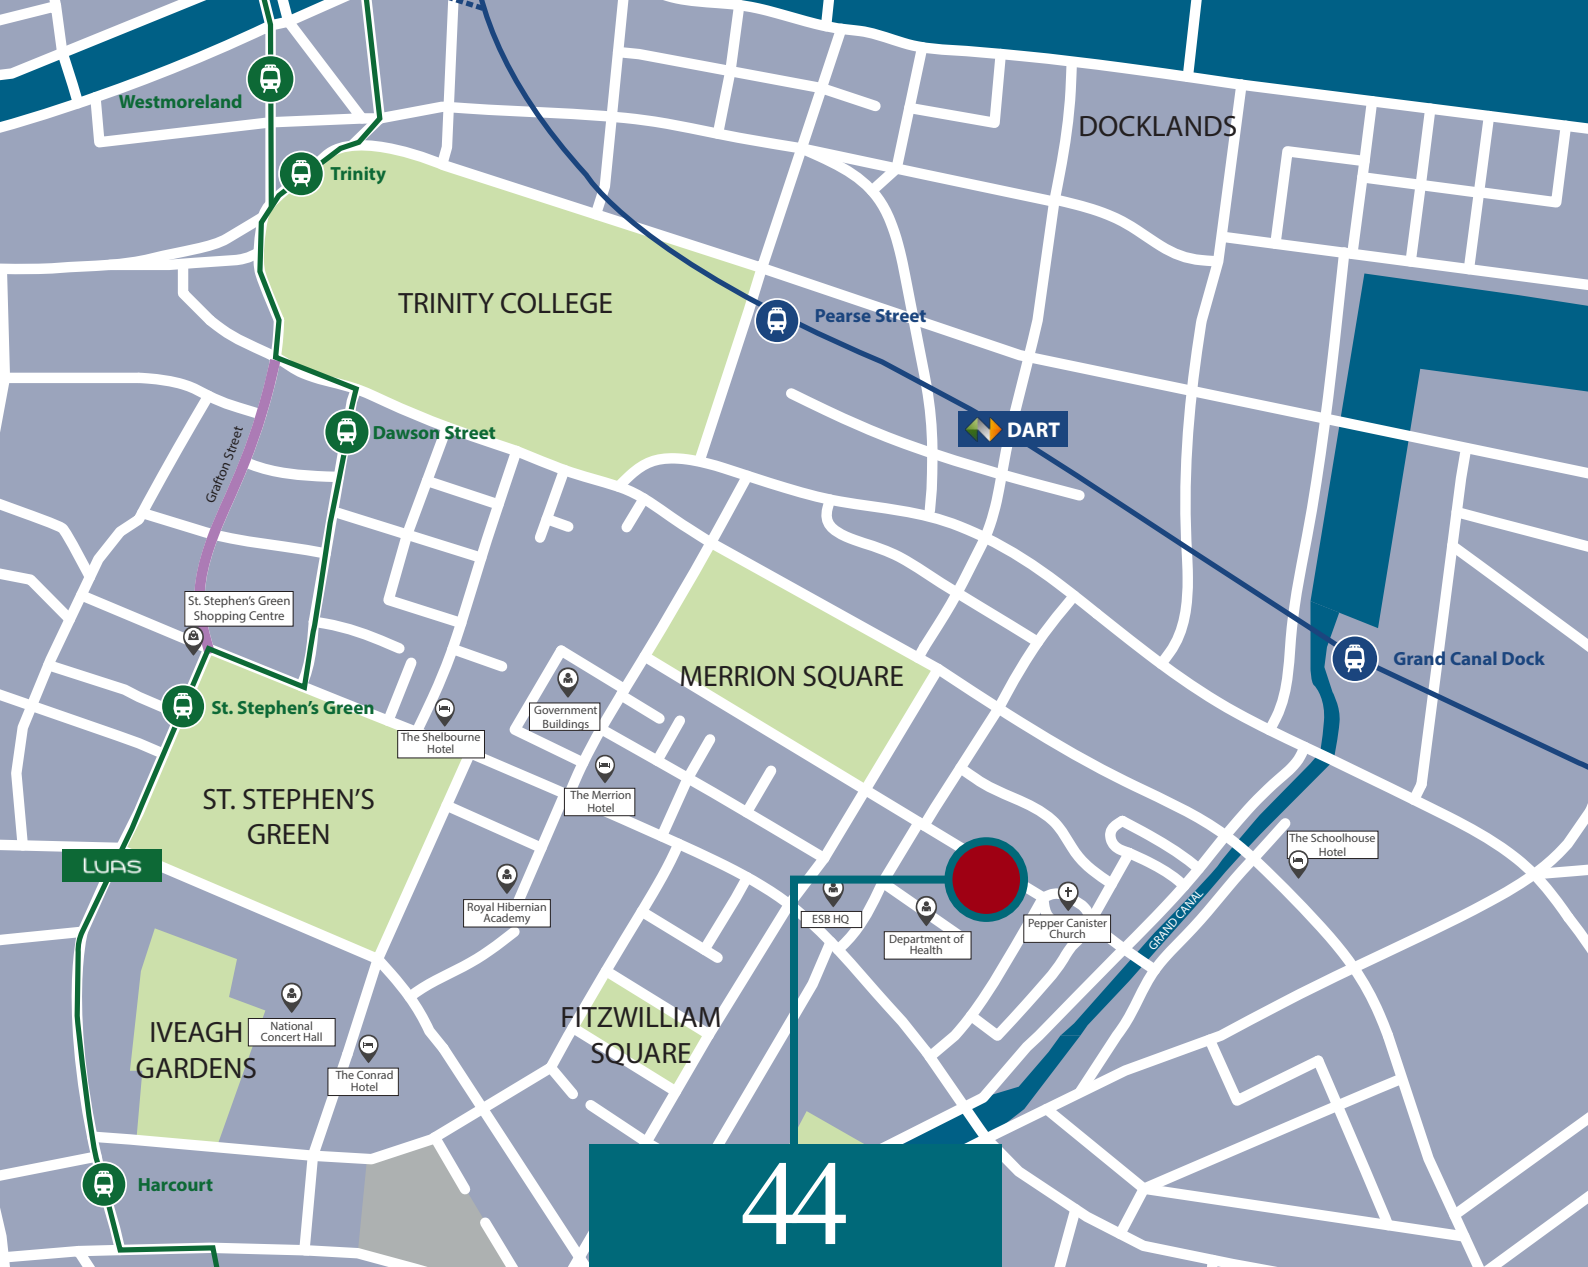 DOCKLANDS
Westmoreland
Trinity
TRINITY COLLEGE
Pearse Street
DART
Dawson Street
Grafton Street
St. Stephen's Green
Shopping Centre
Grand Canal Dock
MERRION SQUARE
Government
Buildings
St. Stephen's Green
The Shelbourne
Hotel
The Merrion
Hotel
ST. STEPHEN'S
GREEN
LUAS
The Schoolhouse
Hotel
Royal Hibernian
Academy
ESB HQ
Department of
Health
Pepper Canister
Church
GRAND CANAL
FITZWILLIAM
SQUARE
IVEAGH
GARDENS
National
Concert Hall
The Conrad
Hotel
Harcourt
44